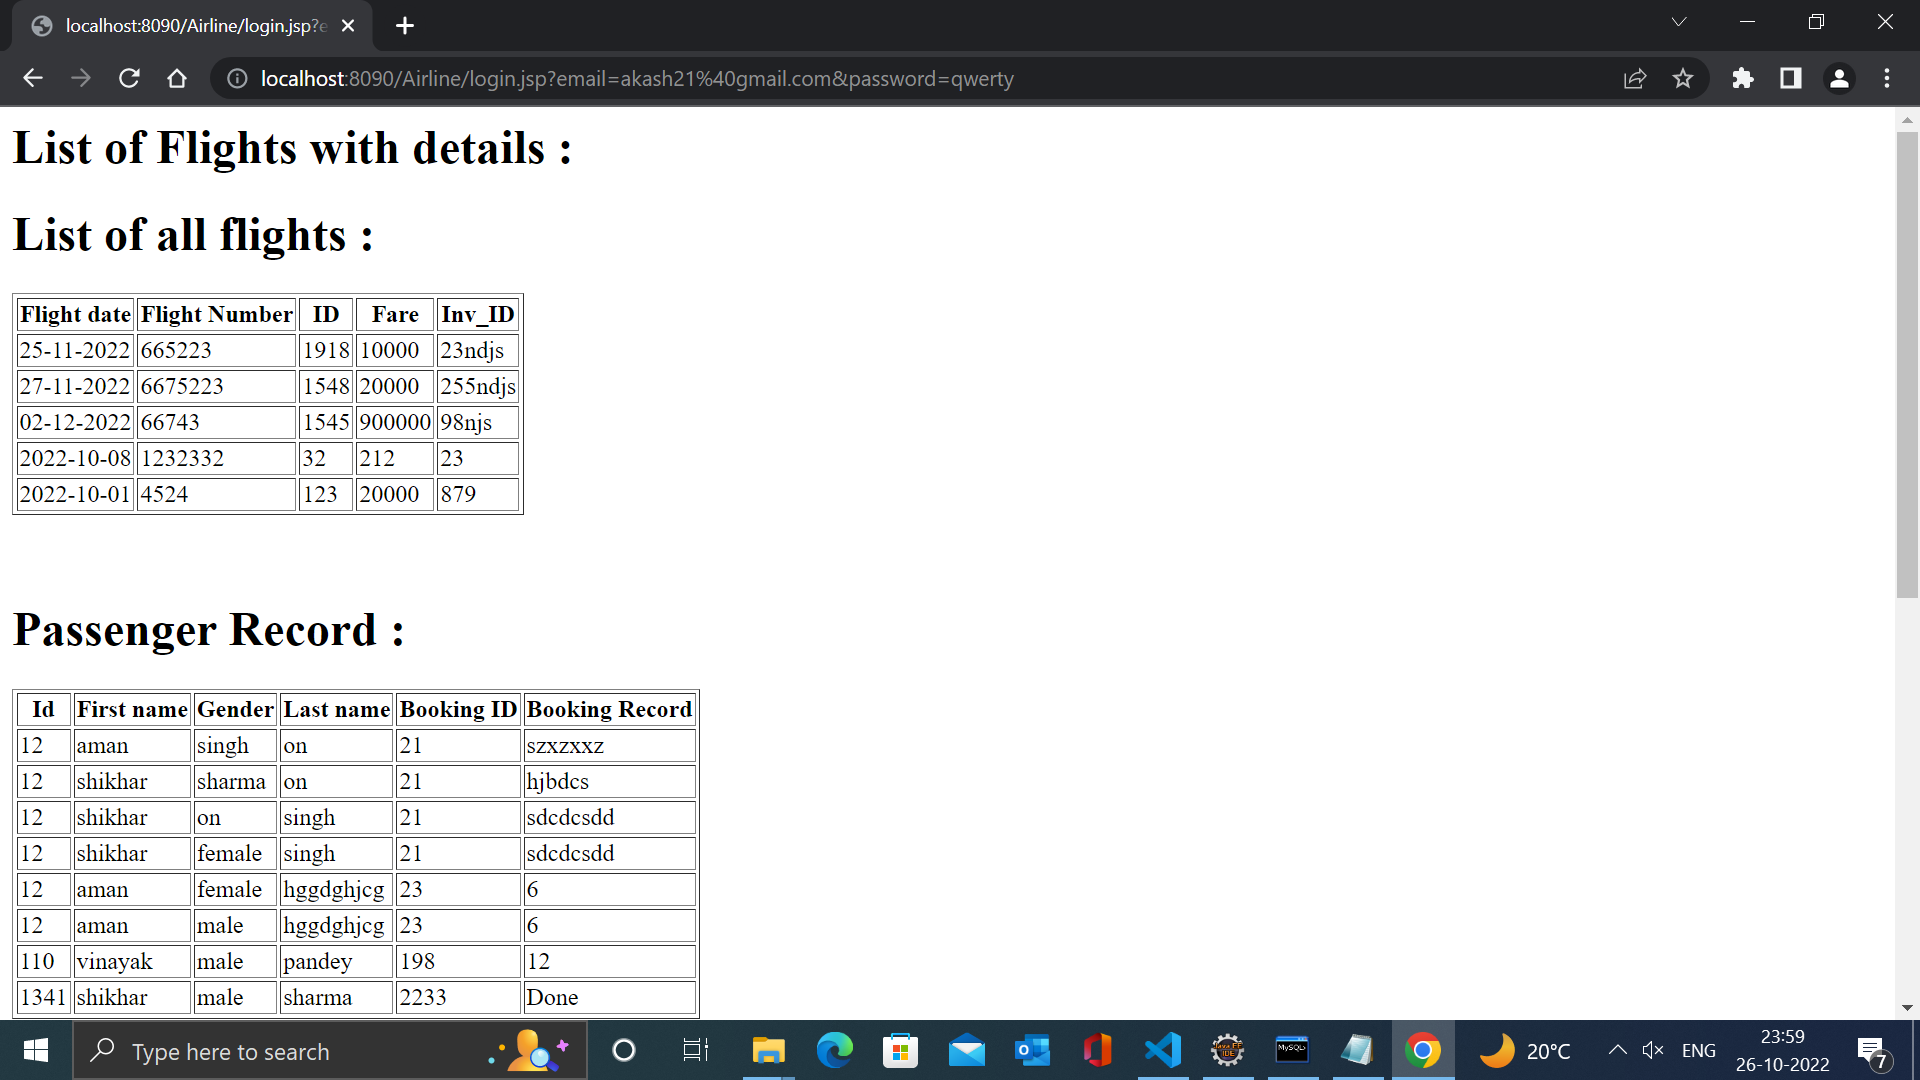 localhost:8090/Airline/login.jsp?e
localhost:8090/Airline/login.jsp?email=akash21%40gmail.com&password=qwerty
List of Flights with details :
List of all flights :
Flight date Flight Number ID Fare Inv_ID
25-11-2022 665223 1918 10000 23ndjs
27-11-2022 6675223 1548 20000 255ndjs
02-12-2022 66743 1545 900000 98njs
2022-10-08 1232332 32 212 23
2022-10-01 4524 123 20000 879
Passenger Record :
Id First name Gender Last name Booking ID Booking Record
12 aman singh on 21 szxzxxz
12 shikhar sharma on 21 hjbdcs
12 shikhar on singh 21 sdcdcsdd
12 shikhar female singh 21 sdcdcsdd
12 aman female hggdghjcg 23 6
12 aman male hggdghjcg 23 6
110 vinayak male pandey 198 12
1341 shikhar male sharma 2233 Done
Type here to search
Java EE
IDE
MySQL
20°C
ENG
23:59
26-10-2022
7